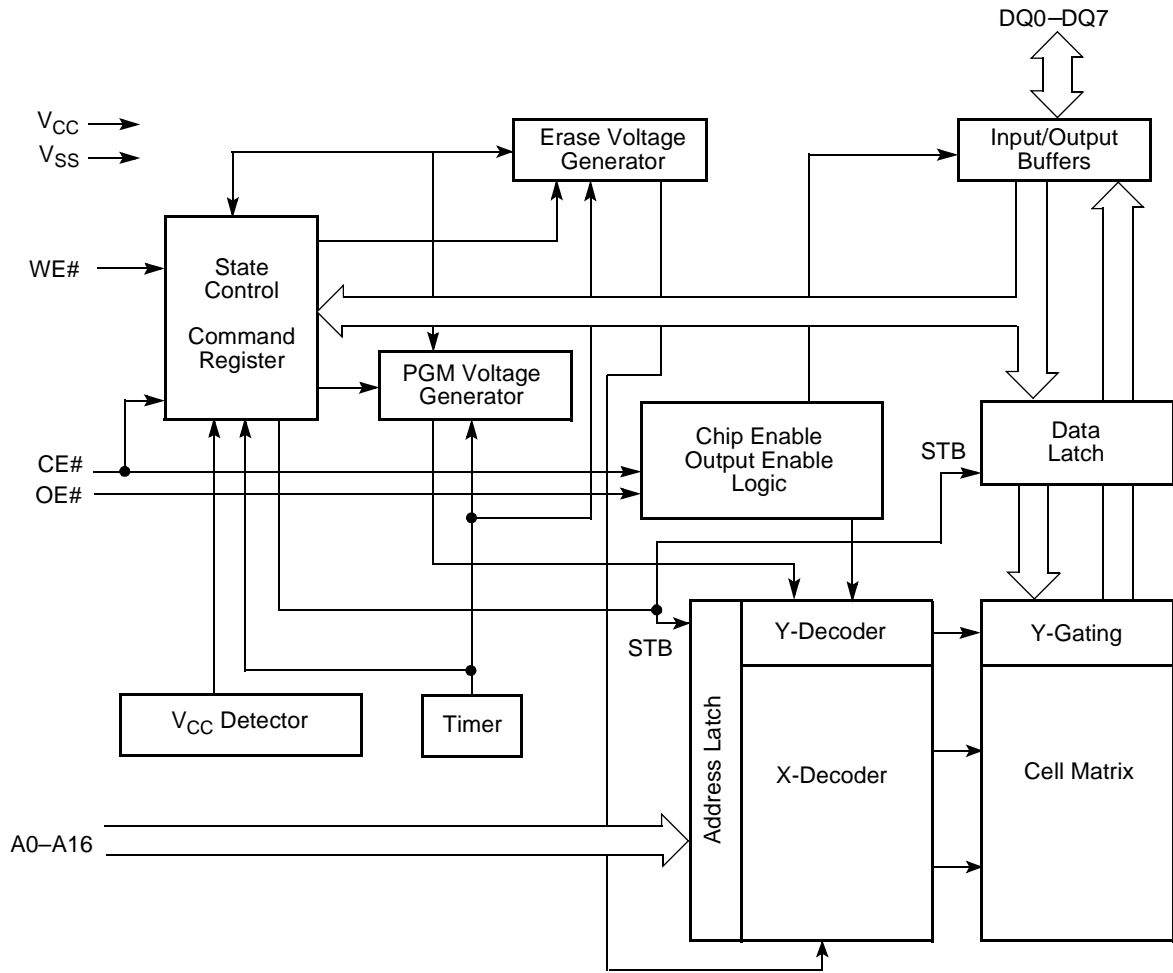 DQ0–DQ7
VCC
VSS
Erase Voltage
Generator
Input/Output
Buffers
WE#
State
Control
Command
Register
PGM Voltage
Generator
Chip Enable
Output Enable
Logic
STB
Data
Latch
CE#
OE#
STB
Y-Decoder
Y-Gating
VCC Detector
Timer
Address Latch
X-Decoder
Cell Matrix
A0–A16